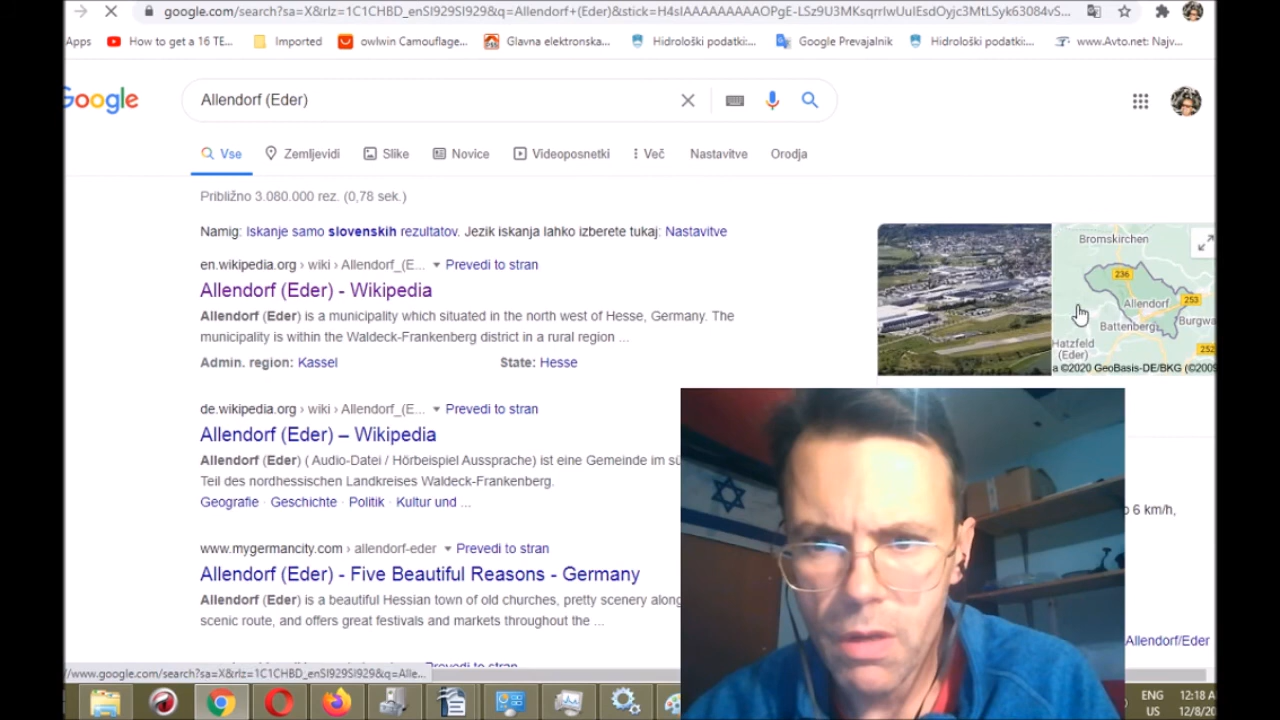 google.com/search?sa=X&rlz=1C1CHBD_enSI929SI929&q=Allendorf+(Eder)&stick=
Apps How to get a 16 TE... Imported owlwin Camouflage... Glavna elektronska... Hidrološki podatki:... Google Prevajalnik Hidrološki podatki:... www.Avto.net: Najv...
Google
Allendorf (Eder)
Vse Zemljevidi Slike Novice Videoposnetki Več Nastavitve Orodja
Približno 3.080.000 rez. (0,78 sek.)
Namig: Iskanje samo slovenskih rezultatov. Jezik iskanja lahko izberete tukaj: Nastavitve
en.wikipedia.org › wiki › Allendorf_(E... Prevedi to stran
Allendorf (Eder) - Wikipedia
Allendorf (Eder) is a municipality which situated in the north west of Hesse, Germany. The
municipality is within the Waldeck-Frankenberg district in a rural region ...
Admin. region: Kassel State: Hesse
de.wikipedia.org › wiki › Allendorf_(E... Prevedi to stran
Allendorf (Eder) – Wikipedia
Allendorf (Eder) ( Audio-Datei / Hörbeispiel Aussprache) ist eine Gemeinde im sü
Teil des nordhessischen Landkreises Waldeck-Frankenberg.
Geografie · Geschichte · Politik · Kultur und ...
www.mygermancity.com › allendorf-eder Prevedi to stran
Allendorf (Eder) - Five Beautiful Reasons - Germany
Allendorf (Eder) is a beautiful Hessian town of old churches, pretty scenery along
scenic route, and offers great festivals and markets throughout the ...
Prevedi to stran
//www.google.com/search?sa=X&rlz=1C1CHBD_enSI929SI929&q=Alle...
Bromskirchen
236
253
Allendorf
Battenberg
Burgwa
Hatzfeld
(Eder)
252
a ©2020 GeoBasis-DE/BKG (©2009
6 km/h,
Allendorf/Eder
ENG 12:18 A
US 12/8/20